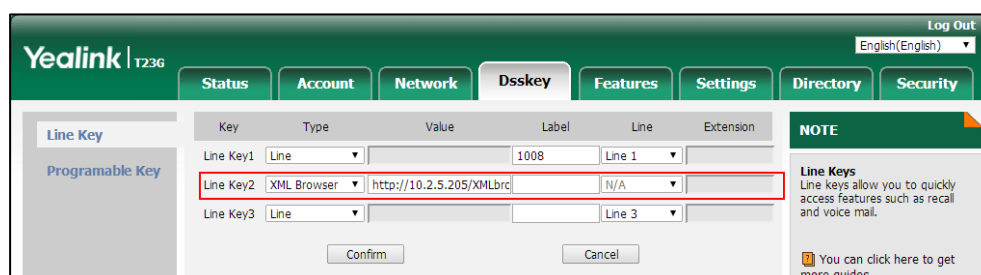 Log Out
Yealink T23G
English(English)
Status Account Network Dsskey Features Settings Directory Security
Line Key
Programable Key
Key Type Value Label Line Extension
Line Key1 Line 1008 Line 1
Line Key2 XML Browser http://10.2.5.205/XMLbrc N/A
Line Key3 Line Line 3
Confirm Cancel
NOTE
Line Keys
Line keys allow you to quickly
access features such as recall
and voice mail.
You can click here to get
more guides.